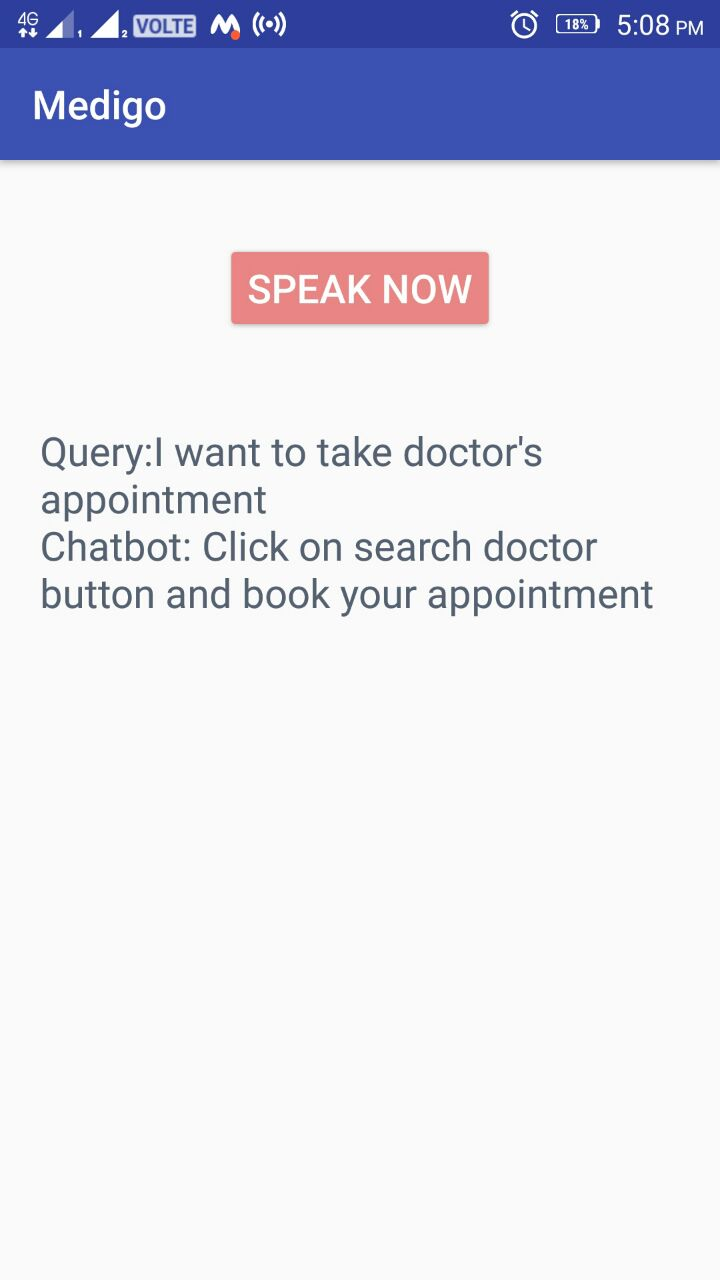 4G 1 2 VOLTE 18% 5:08 PM
Medigo
SPEAK NOW
Query:I want to take doctor's
appointment
Chatbot: Click on search doctor
button and book your appointment